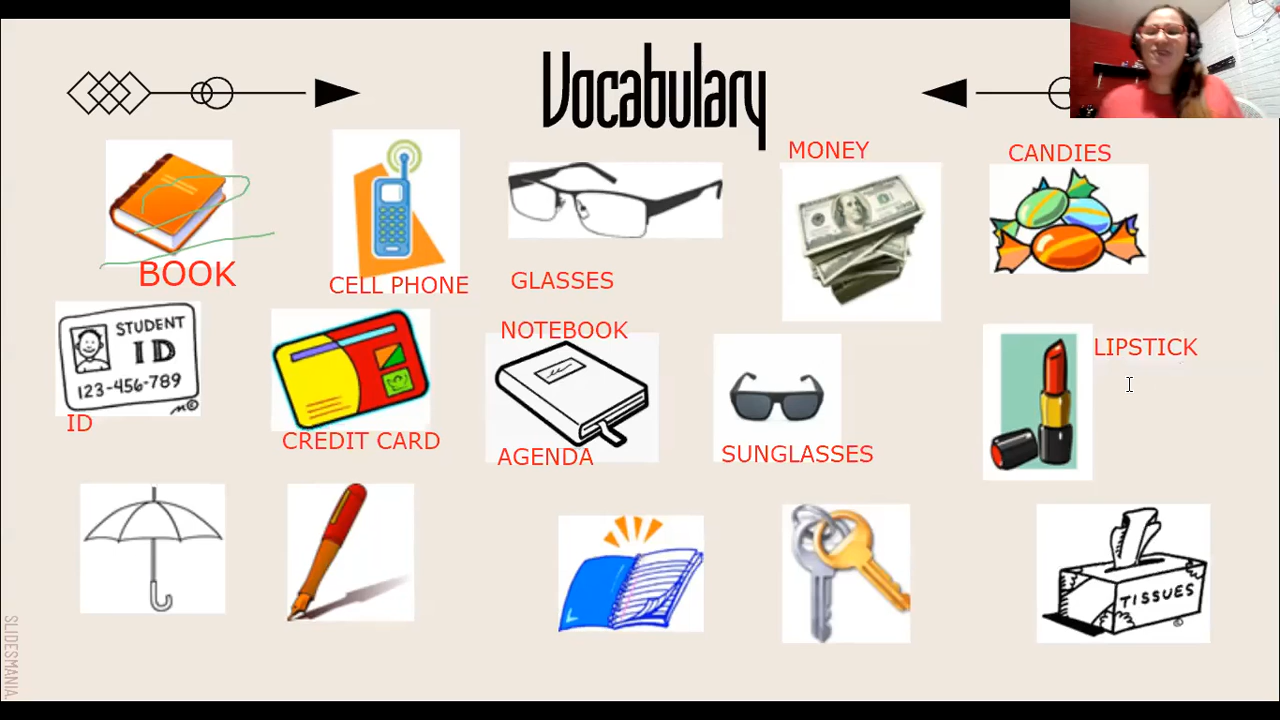 Vocabulary
MONEY
CANDIES
BOOK
CELL PHONE
GLASSES
STUDENT
ID
123-456-789
ID
CREDIT CARD
NOTEBOOK
AGENDA
SUNGLASSES
LIPSTICK
TISSUES
SLIDESMANIA.